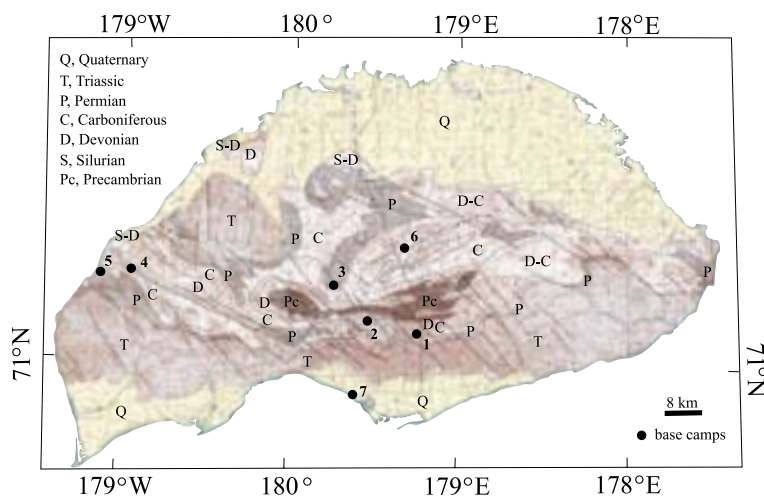 179°W 180° 179°E 178°E
Q, Quaternary
T, Triassic
P, Permian
C, Carboniferous
D, Devonian
S, Silurian
Pc, Precambrian
Q
S-D
D
S-D
P
D-C
T
P C
6
C
S-D
5 4
D-C
P
P
C P
D
3
P C
D Pc
Pc
P
C
2
D C P
1
T
P
T
T
71°N
71°N
7
Q
Q
8 km
base camps
179°W 180° 179°E 178°E